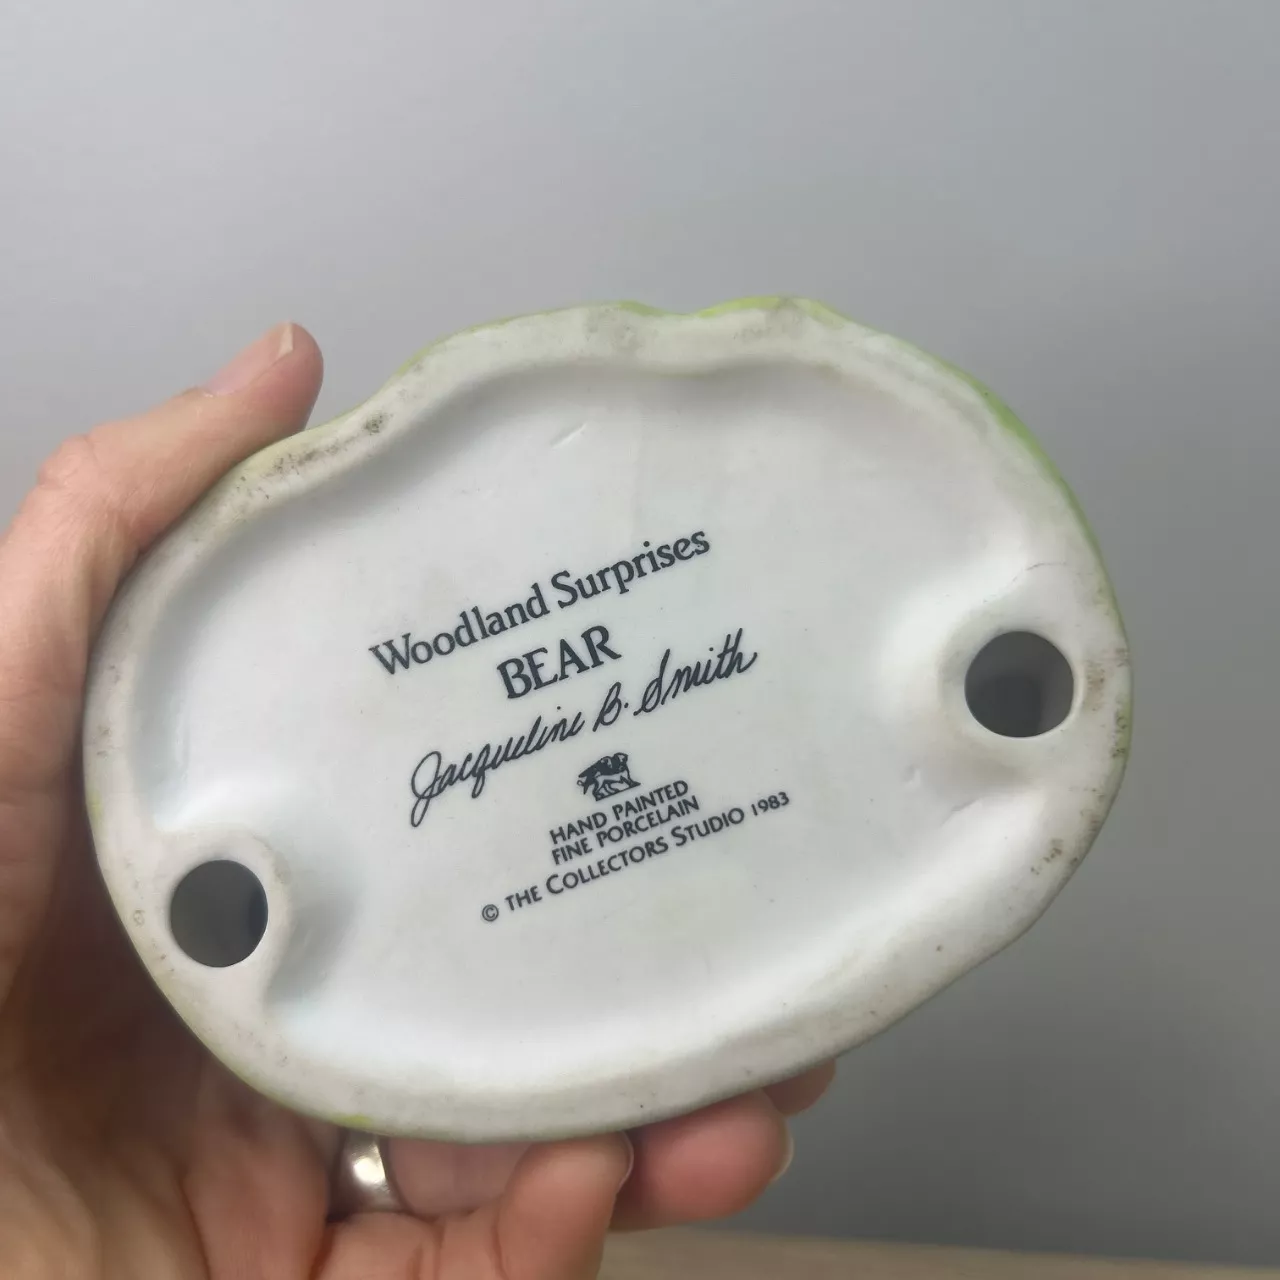 Woodland Surprises
BEAR
Jacqueline B. Smith
HAND PAINTED
FINE PORCELAIN
© THE COLLECTORS STUDIO 1983